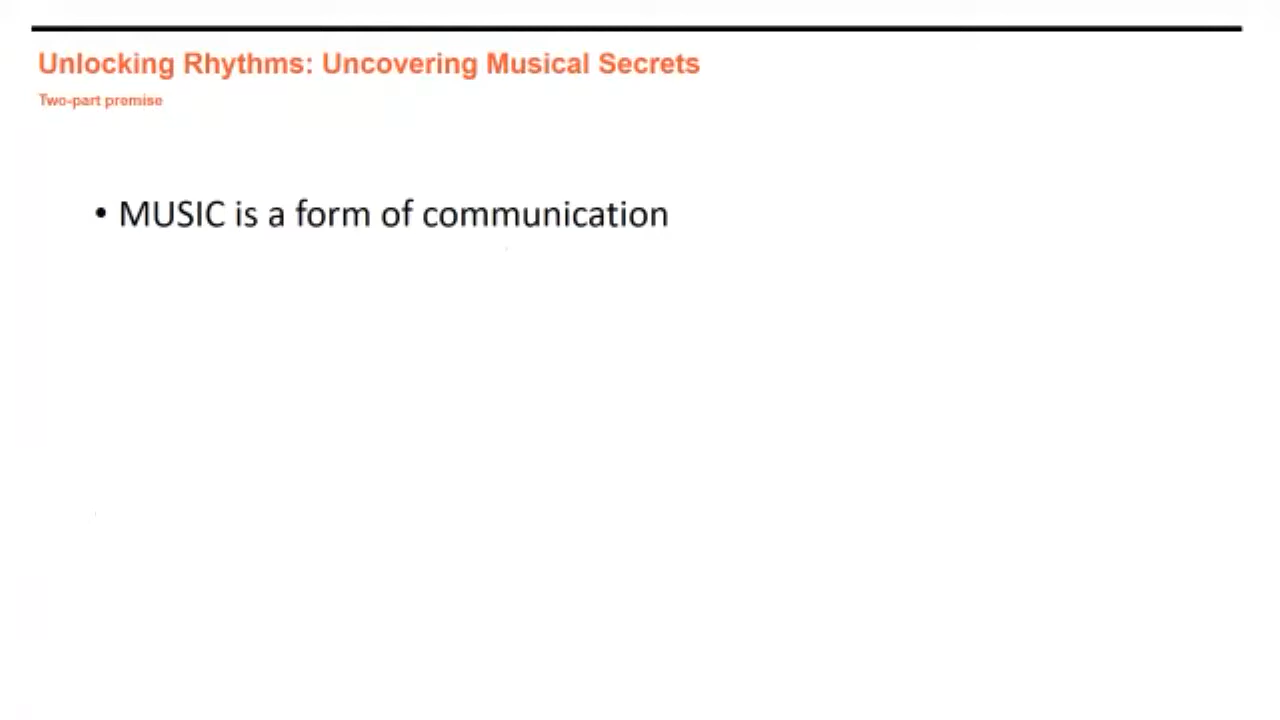 Unlocking Rhythms: Uncovering Musical Secrets
Two-part premise
• MUSIC is a form of communication